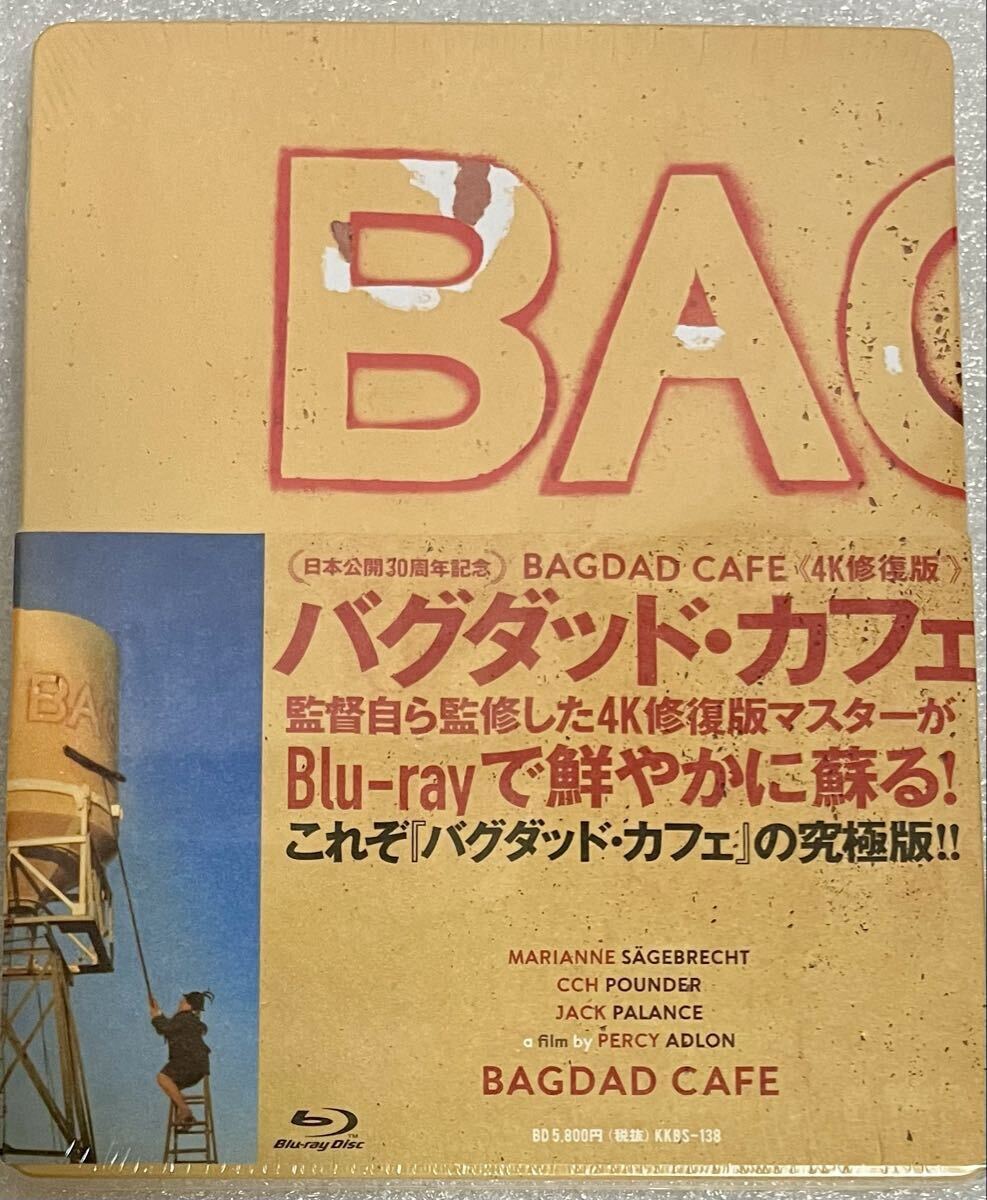 BAG
《日本公開30周年記念》 BAGDAD CAFE 《4K修復版》
バグダッド・カフェ
監督自ら監修した4K修復版マスターが
Blu-rayで鮮やかに蘇る!
これぞ『バグダッド・カフェ』の究極版!!
BAG
MARIANNE SÄGEBRECHT
CCH POUNDER
JACK PALANCE
a film by PERCY ADLON
BAGDAD CAFE
Blu-ray Disc™
BD 5,800円 (税抜) KKBS-138